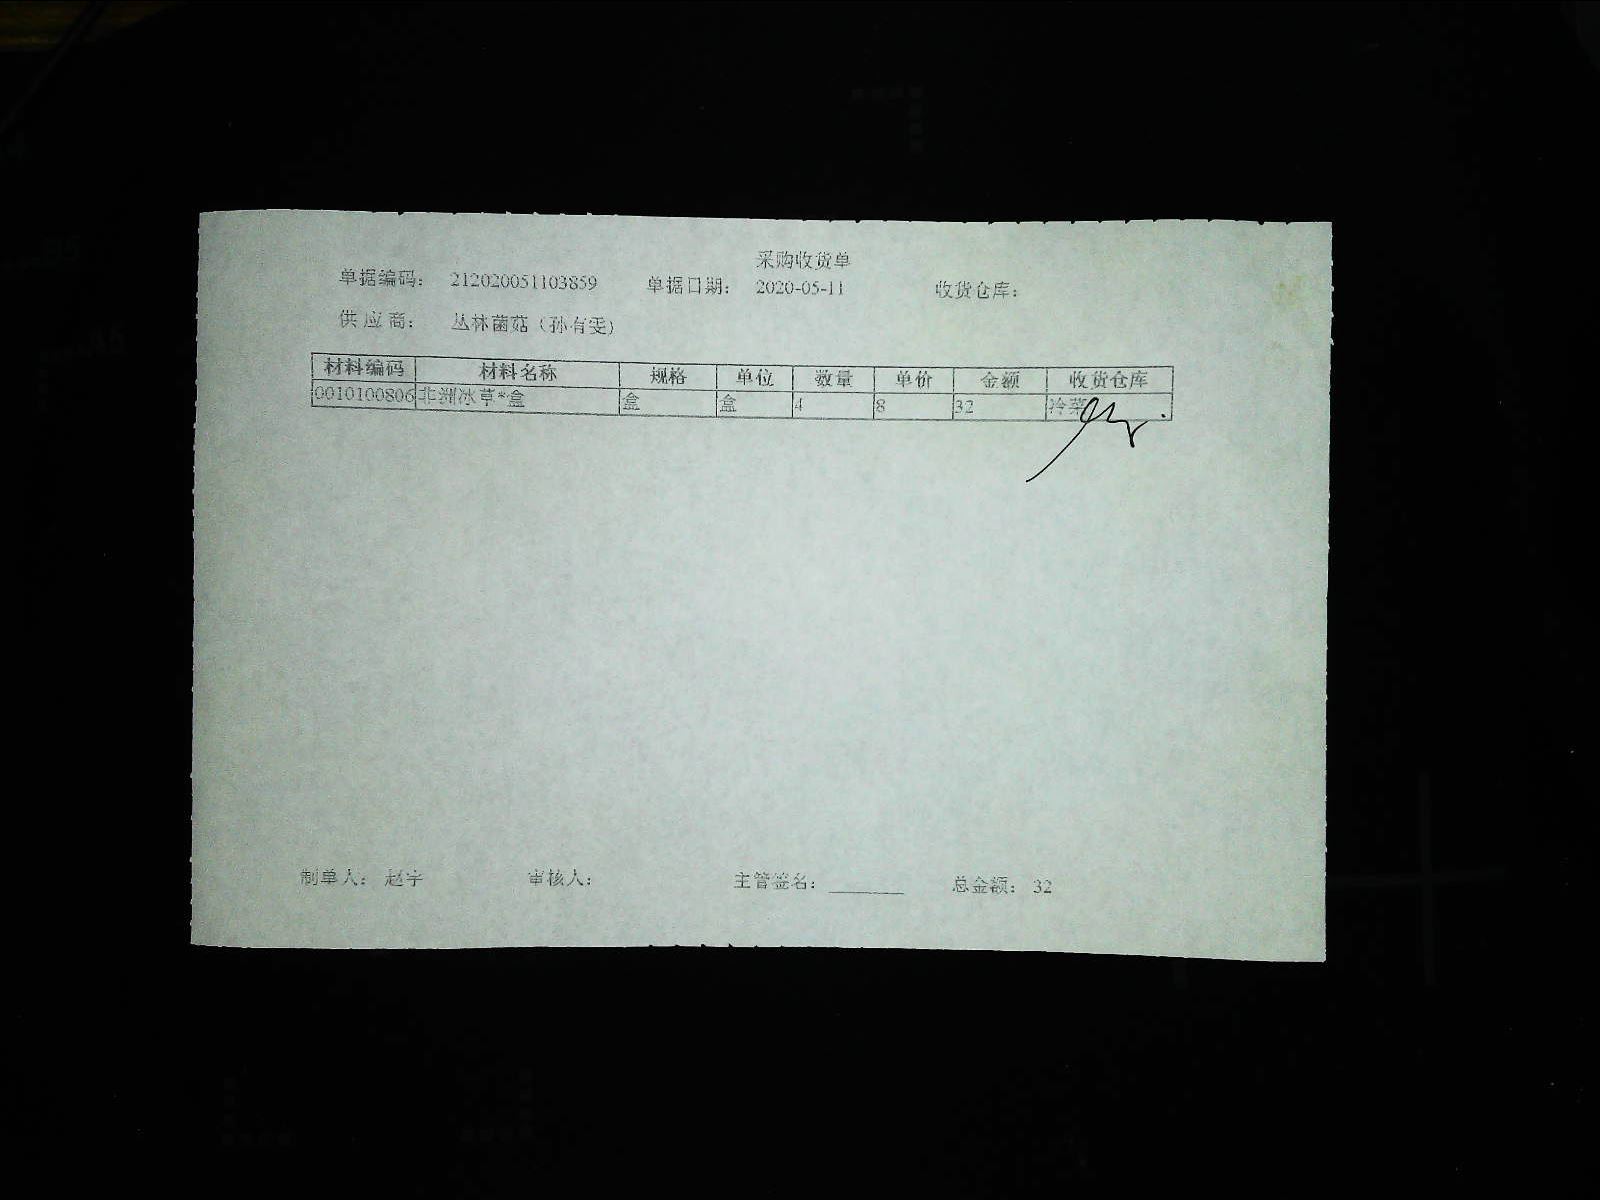 采购收货单
单据编码： 212020051103859 单据日期： 2020-05-11 收货仓库：
供应商： 丛林菌菇（孙有雯）
材料编码 材料名称 规格 单位 数量 单价 金额 收货仓库
0010100806 非洲冰草*盒 盒 盒 4 8 32 冷菜
制单人： 赵宇 审核人： 主管签名： ________ 总金额： 32